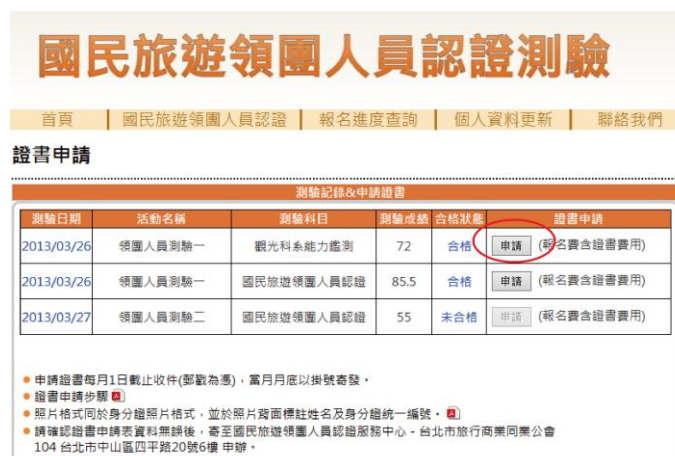 國民旅遊領團人員認證測驗
首頁 國民旅遊領團人員認證 報名進度查詢 個人資料更新 聯絡我們
證書申請
測驗記錄&申請證書
測驗日期 活動名稱 測驗科目 測驗成績 合格狀態 證書申請
2013/03/26 領團人員測驗一 觀光科系能力鑑測 72 合格 申請 (報名費含證書費用)
2013/03/26 領團人員測驗一 國民旅遊領團人員認證 85.5 合格 申請 (報名費含證書費用)
2013/03/27 領團人員測驗二 國民旅遊領團人員認證 55 未合格 申請 (報名費含證書費用)
申請證書每月1日截止收件(郵戳為憑)，當月月底以掛號寄發。
證書申請步驟
照片格式同於身分證照片格式，並於照片背面標註姓名及身分證統一編號。
請確認證書申請表資料無誤後，寄至國民旅遊領團人員認證服務中心 - 台北市旅行商業同業公會
104 台北市中山區四平路20號6樓 申辦。